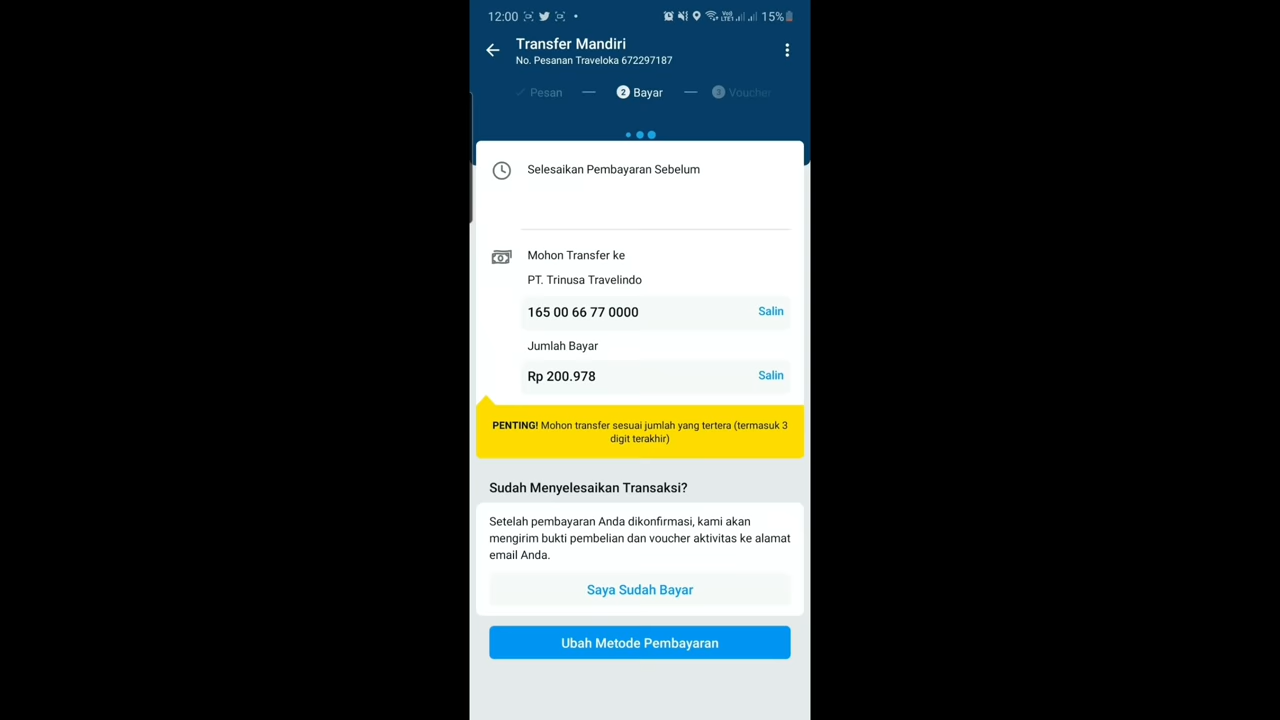 12:00
15%
Transfer Mandiri
No. Pesanan Traveloka 672297187
Pesan
2 Bayar
3 Voucher
Selesaikan Pembayaran Sebelum
Mohon Transfer ke
PT. Trinusa Travelindo
165 00 66 77 0000 Salin
Jumlah Bayar
Rp 200.978 Salin
PENTING! Mohon transfer sesuai jumlah yang tertera (termasuk 3
digit terakhir)
Sudah Menyelesaikan Transaksi?
Setelah pembayaran Anda dikonfirmasi, kami akan
mengirim bukti pembelian dan voucher aktivitas ke alamat
email Anda.
Saya Sudah Bayar
Ubah Metode Pembayaran